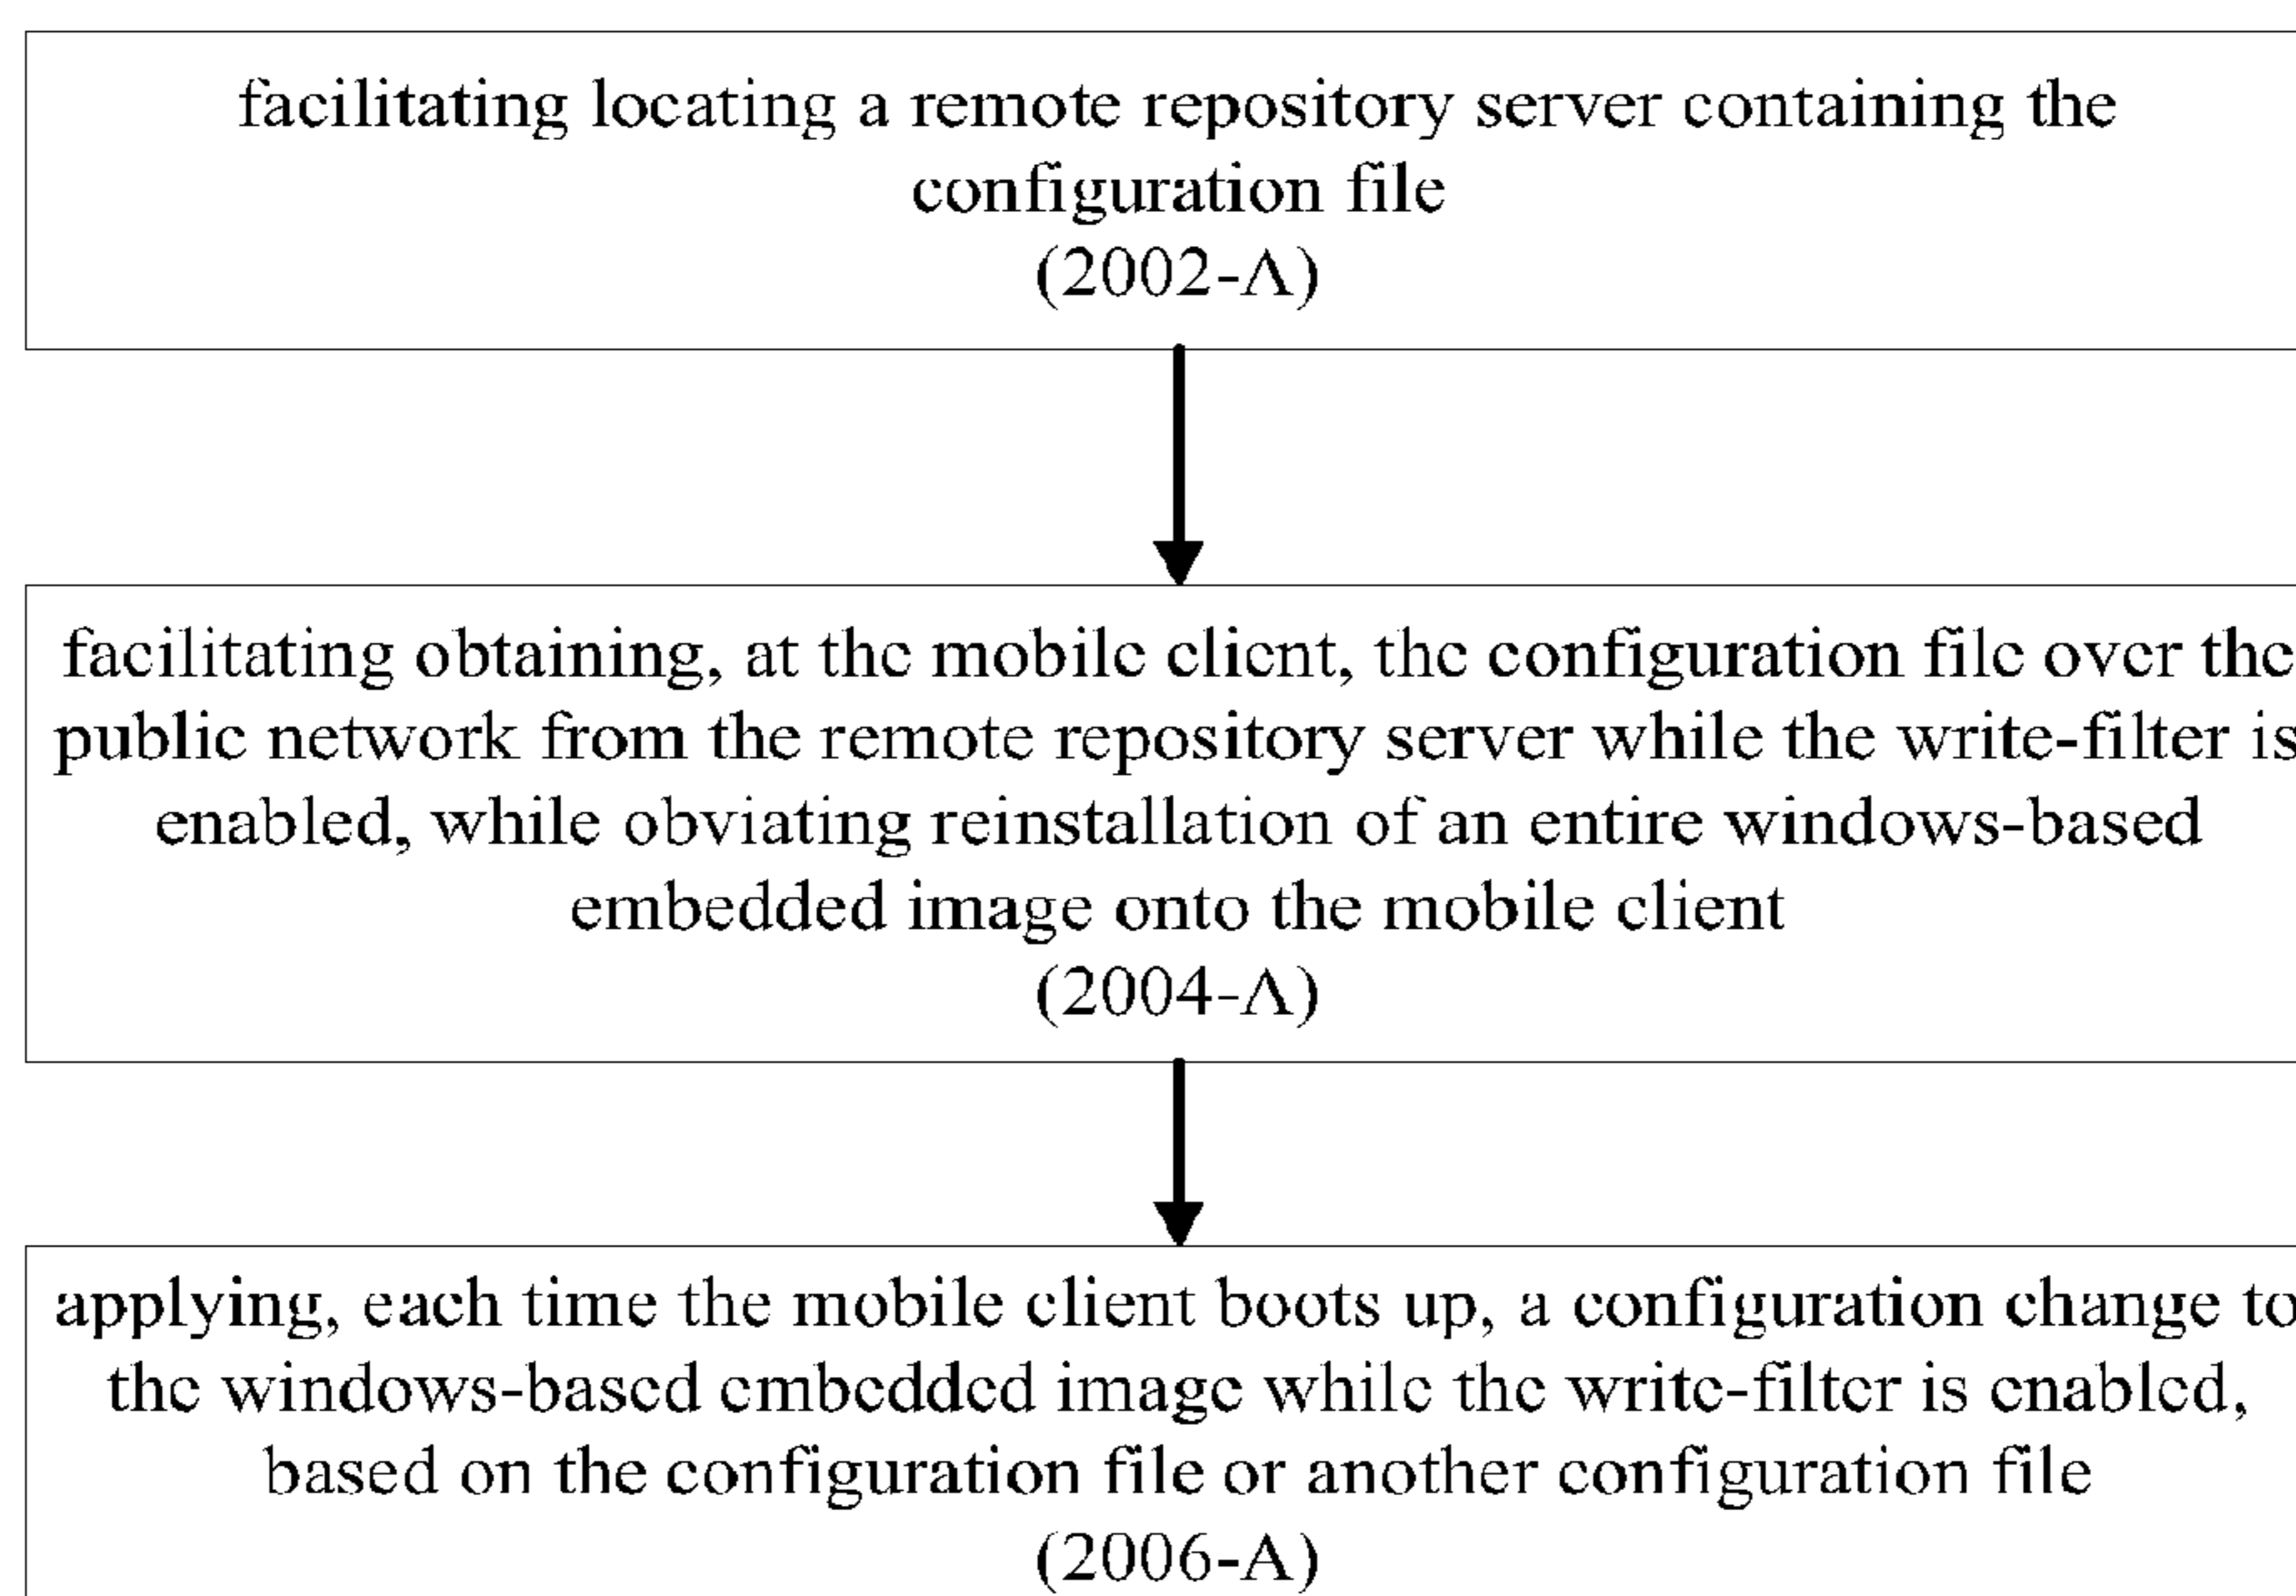 facilitating locating a remote repository server containing the
configuration file
(2002-A)
facilitating obtaining, at the mobile client, the configuration file over the
public network from the remote repository server while the write-filter is
enabled, while obviating reinstallation of an entire windows-based
embedded image onto the mobile client
(2004-A)
applying, each time the mobile client boots up, a configuration change to
the windows-based embedded image while the write-filter is enabled,
based on the configuration file or another configuration file
(2006-A)